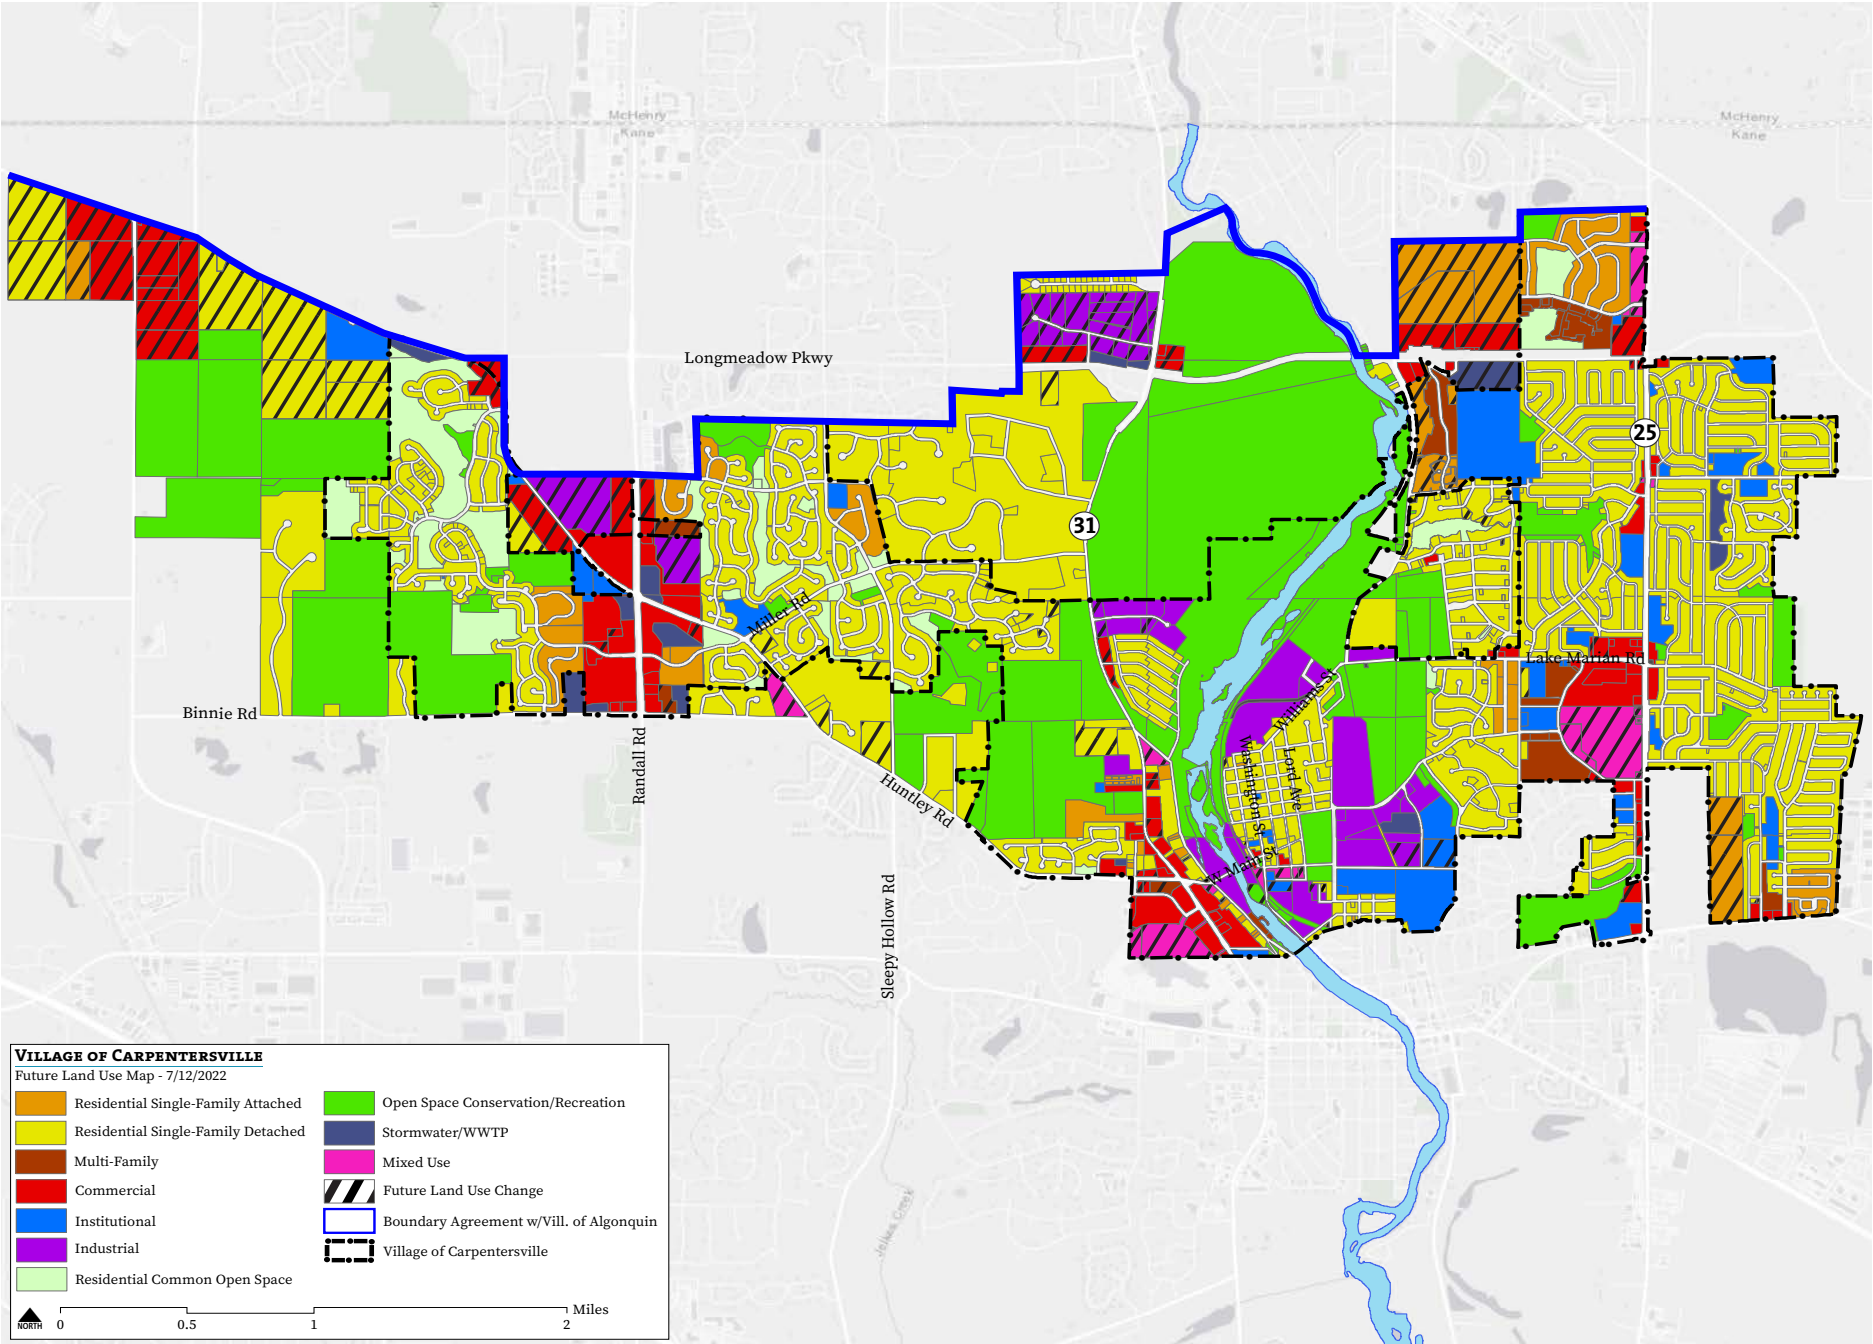 McHenry
Kane
McHenry
Kane
Longmeadow Pkwy
25
31
Miller Rd
Lake Marian Rd
Binnie Rd
Williams St
Randall Rd
Washington St
Lord Ave
Huntley Rd
W Main St
Sleepy Hollow Rd
Jelkes Creek
VILLAGE OF CARPENTERSVILLE
Future Land Use Map - 7/12/2022
Residential Single-Family Attached
Residential Single-Family Detached
Multi-Family
Commercial
Institutional
Industrial
Residential Common Open Space
Open Space Conservation/Recreation
Stormwater/WWTP
Mixed Use
Future Land Use Change
Boundary Agreement w/Vill. of Algonquin
Village of Carpentersville
NORTH
0 0.5 1 2 Miles